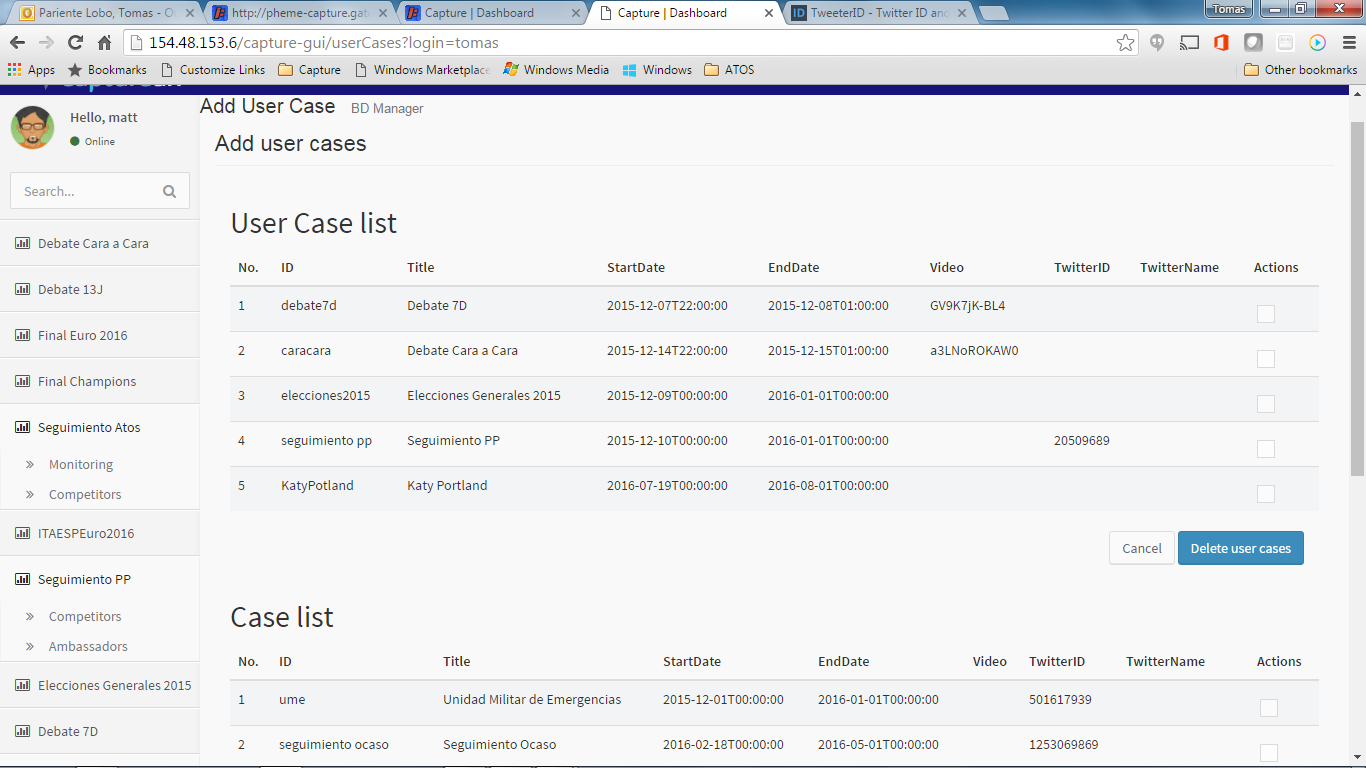 Pariente Lobo, Tomas - O
http://pheme-capture.gat
Capture | Dashboard
Capture | Dashboard
TweeterID - Twitter ID an
Tomas
154.48.153.6/capture-gui/userCases?login=tomas
Apps Bookmarks Customize Links Capture Windows Marketplace Windows Media Windows ATOS Other bookmarks
Add User Case BD Manager
Hello, matt
Online
Add user cases
Search...
User Case list
No. ID Title StartDate EndDate Video TwitterID TwitterName Actions
1 debate7d Debate 7D 2015-12-07T22:00:00 2015-12-08T01:00:00 GV9K7jK-BL4
2 caracara Debate Cara a Cara 2015-12-14T22:00:00 2015-12-15T01:00:00 a3LNoROKAW0
3 elecciones2015 Elecciones Generales 2015 2015-12-09T00:00:00 2016-01-01T00:00:00
4 seguimiento pp Seguimiento PP 2015-12-10T00:00:00 2016-01-01T00:00:00 20509689
5 KatyPotland Katy Portland 2016-07-19T00:00:00 2016-08-01T00:00:00
Cancel Delete user cases
Case list
No. ID Title StartDate EndDate Video TwitterID TwitterName Actions
1 ume Unidad Militar de Emergencias 2015-12-01T00:00:00 2016-01-01T00:00:00 501617939
2 seguimiento ocaso Seguimiento Ocaso 2016-02-18T00:00:00 2016-05-01T00:00:00 1253069869
Debate Cara a Cara
Debate 13J
Final Euro 2016
Final Champions
Seguimiento Atos
Monitoring
Competitors
ITAESPEuro2016
Seguimiento PP
Competitors
Ambassadors
Elecciones Generales 2015
Debate 7D